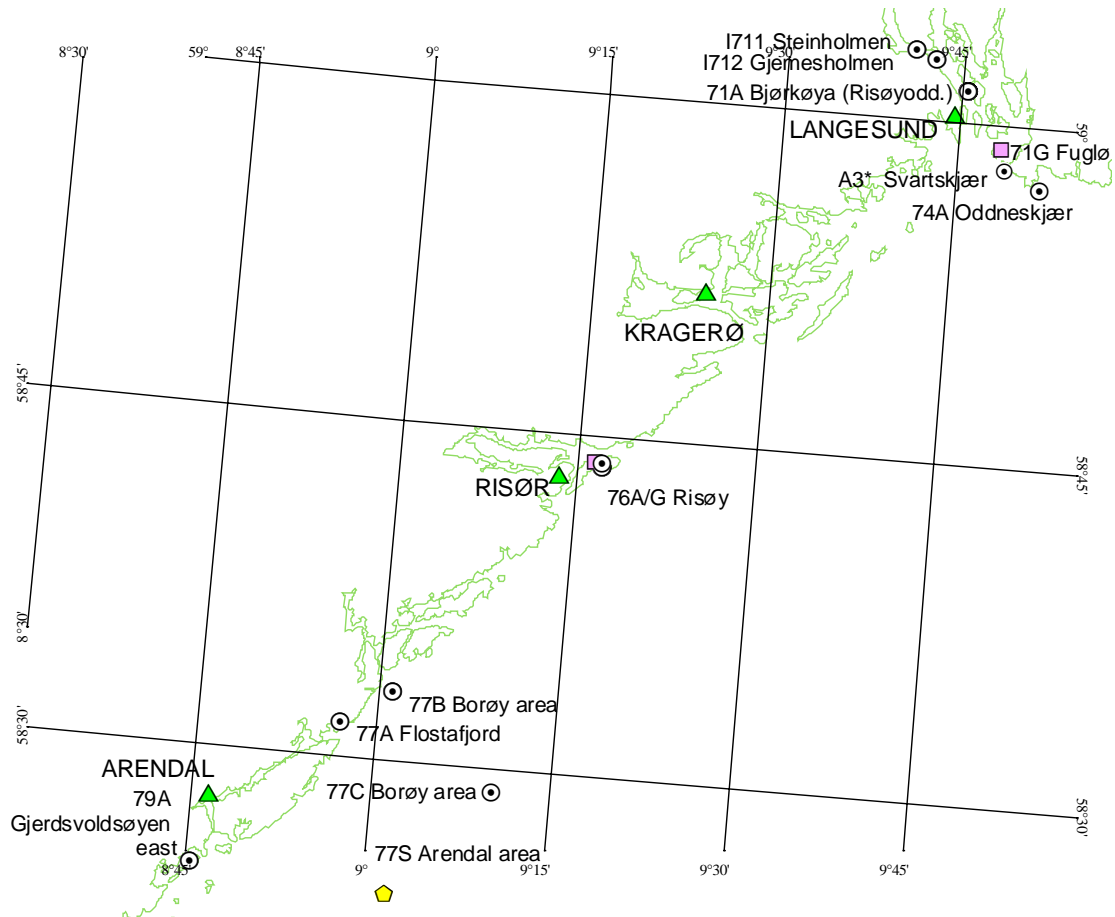 8°30'
59°
8°45'
9°
9°15'
9°30'
9°45'
I711 Steinholmen
I712 Gjemesholmen
71A Bjørkøya (Risøyodd.)
LANGESUND
59°
71G Fuglø
A3* Svartskjær
74A Oddneskjær
KRAGERØ
58°45'
58°45'
RISØR
76A/G Risøy
8°30'
77B Borøy area
58°30'
77A Flostafjord
ARENDAL
77C Borøy area
79A
Gjerdsvoldsøyen
east
58°30'
77S Arendal area
8°45'
9°
9°15'
9°30'
9°45'